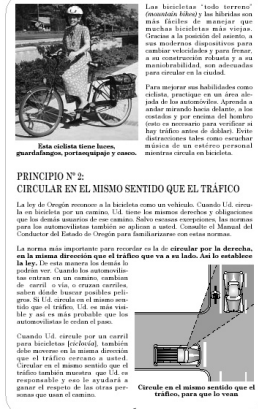 Las bicicletas "todo terreno"
(mountain bikes) y las híbridas son
más fáciles de manejar que
muchas bicicletas más viejas.
Gracias a la posición del asiento, a
sus modernos dispositivos para
cambiar velocidades y para frenar,
a su construcción robusta y a su
maniobrabilidad, son adecuadas
para circular en la ciudad.
Para mejorar sus habilidades como
ciclista, practique en un área ale-
jada de los automóviles. Aprenda a
andar mirando hacia delante, a los
costados y por encima del hombro
(esto es necesario para verificar si
hay tráfico antes de doblar). Evite
distracciones tales como escuchar
música de un estéreo personal
mientras circula en bicicleta.
Esta ciclista tiene luces,
guardafangos, portaequipaje y casco.
PRINCIPIO Nº 2:
CIRCULAR EN EL MISMO SENTIDO QUE EL TRÁFICO
La ley de Oregón reconoce a la bicicleta como un vehículo. Cuando Ud. circu-
la en bicicleta por un camino, Ud. tiene los mismos derechos y obligaciones
que los demás usuarios de ese camino. Salvo escasas excepciones, las normas
para los automovilistas también se aplican a usted. Consulte el Manual del
Conductor del Estado de Oregón para familiarizarse con estas normas.
La norma más importante para recordar es la de circular por la derecha,
en la misma dirección que el tráfico que va a su lado. Así lo establece
la ley. De esta manera los demás lo
podrán ver. Cuando los automovilis-
tas entran en un camino, cambian
de carril o vía, o cruzan carriles,
saben dónde buscar posibles peli-
gros. Si Ud. circula en el mismo sen-
tido que el tráfico, Ud. es más visi-
ble y así es más probable que los
automovilistas le cedan el paso.
Cuando Ud. circule por un carril
para bicicletas [ciclovía], también
debe moverse en la misma dirección
que el tráfico cercano a usted.
Circular en el mismo sentido que el
tráfico también muestra que Ud. es
responsable y eso le ayudará a
ganar el respeto de las otras per-
sonas que usan el camino.
Circule en el mismo sentido que el
tráfico, para que lo vean